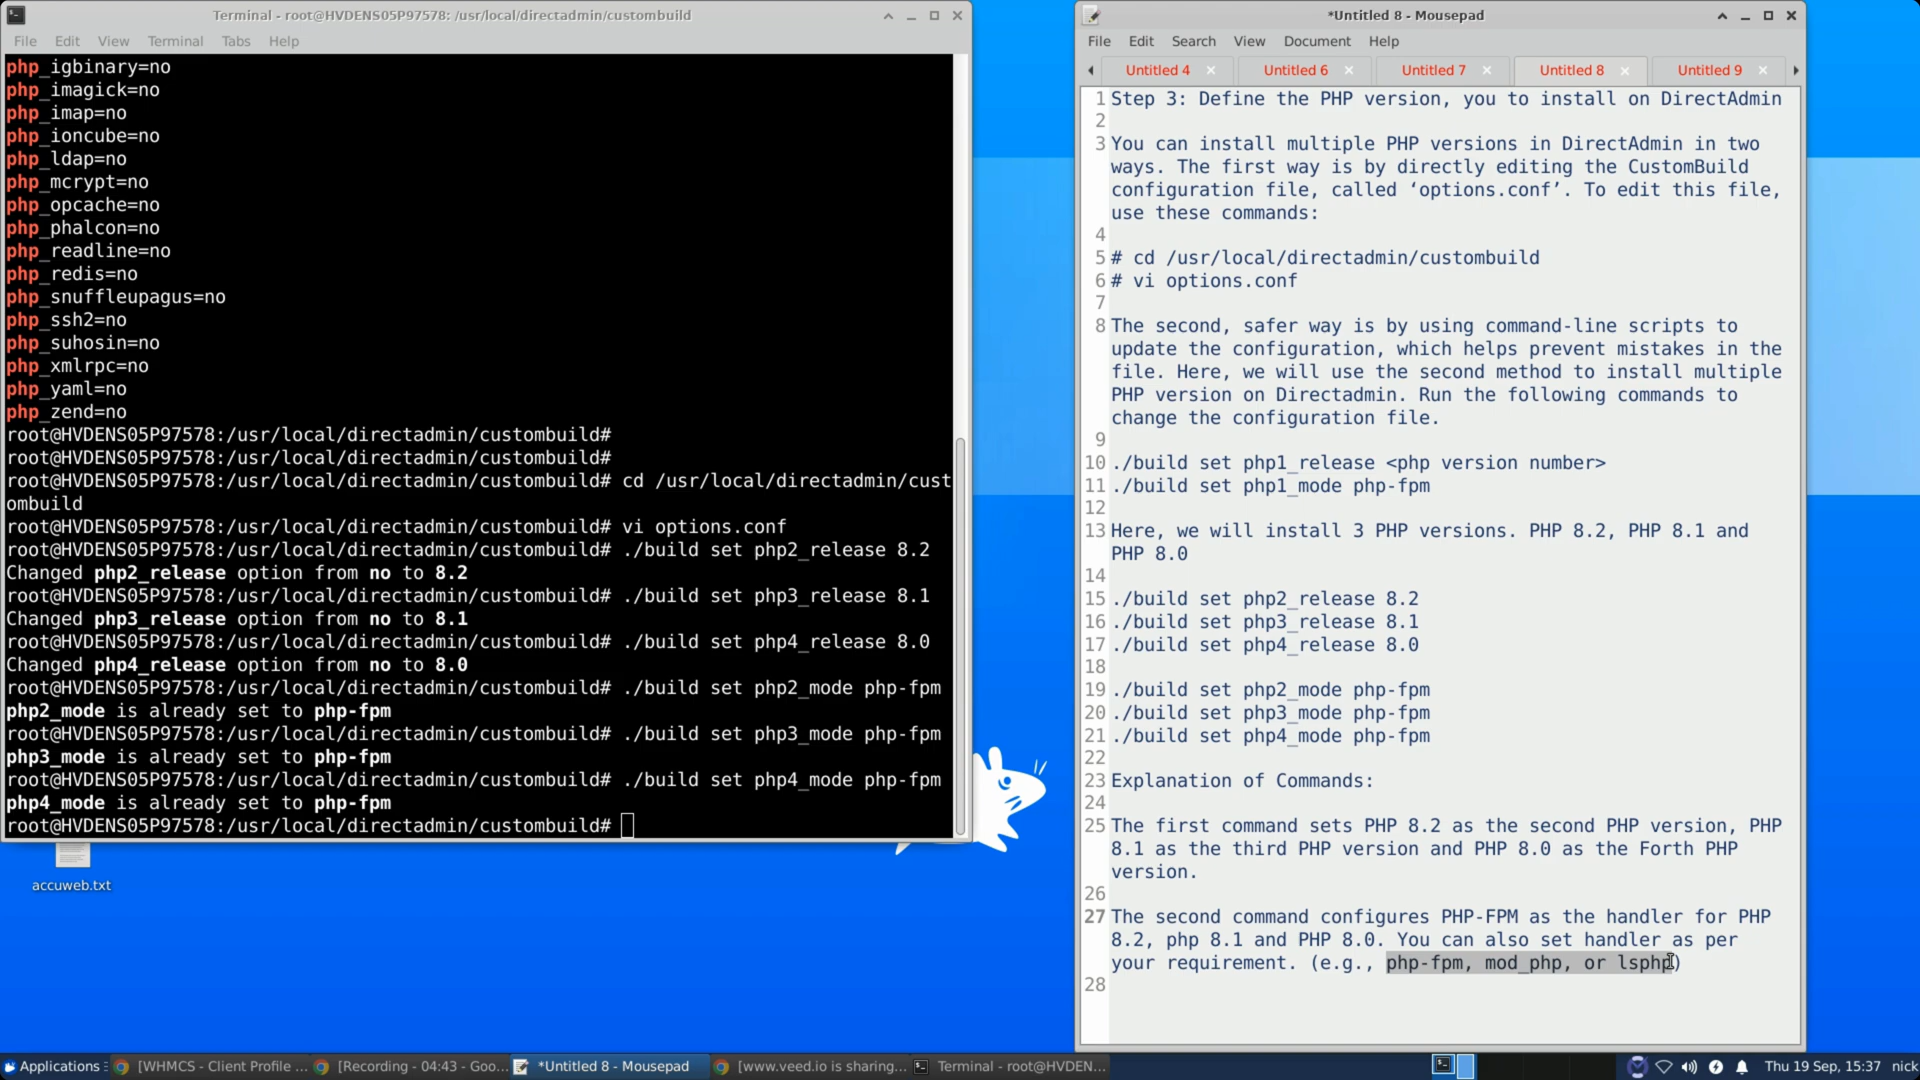 Terminal - root@HVDENS05P97578: /usr/local/directadmin/custombuild
File Edit View Terminal Tabs Help
php_igbinary=no
php_imagick=no
php_imap=no
php_ioncube=no
php_ldap=no
php_mcrypt=no
php_opcache=no
php_phalcon=no
php_readline=no
php_redis=no
php_snuffleupagus=no
php_ssh2=no
php_suhosin=no
php_xmlrpc=no
php_yaml=no
php_zend=no
root@HVDENS05P97578:/usr/local/directadmin/custombuild#
root@HVDENS05P97578:/usr/local/directadmin/custombuild#
root@HVDENS05P97578:/usr/local/directadmin/custombuild# cd /usr/local/directadmin/cust
ombuild
root@HVDENS05P97578:/usr/local/directadmin/custombuild# vi options.conf
root@HVDENS05P97578:/usr/local/directadmin/custombuild# ./build set php2_release 8.2
Changed php2_release option from no to 8.2
root@HVDENS05P97578:/usr/local/directadmin/custombuild# ./build set php3_release 8.1
Changed php3_release option from no to 8.1
root@HVDENS05P97578:/usr/local/directadmin/custombuild# ./build set php4_release 8.0
Changed php4_release option from no to 8.0
root@HVDENS05P97578:/usr/local/directadmin/custombuild# ./build set php2_mode php-fpm
php2_mode is already set to php-fpm
root@HVDENS05P97578:/usr/local/directadmin/custombuild# ./build set php3_mode php-fpm
php3_mode is already set to php-fpm
root@HVDENS05P97578:/usr/local/directadmin/custombuild# ./build set php4_mode php-fpm
php4_mode is already set to php-fpm
root@HVDENS05P97578:/usr/local/directadmin/custombuild#
accuweb.txt
*Untitled 8 - Mousepad
File Edit Search View Document Help
Untitled 4 Untitled 6 Untitled 7 Untitled 8 Untitled 9
1 Step 3: Define the PHP version, you to install on DirectAdmin
2
3 You can install multiple PHP versions in DirectAdmin in two
ways. The first way is by directly editing the CustomBuild
configuration file, called ‘options.conf’. To edit this file,
use these commands:
4
5 # cd /usr/local/directadmin/custombuild
6 # vi options.conf
7
8 The second, safer way is by using command-line scripts to
update the configuration, which helps prevent mistakes in the
file. Here, we will use the second method to install multiple
PHP version on Directadmin. Run the following commands to
change the configuration file.
9
10 ./build set php1_release <php version number>
11 ./build set php1_mode php-fpm
12
13 Here, we will install 3 PHP versions. PHP 8.2, PHP 8.1 and
PHP 8.0
14
15 ./build set php2_release 8.2
16 ./build set php3_release 8.1
17 ./build set php4_release 8.0
18
19 ./build set php2_mode php-fpm
20 ./build set php3_mode php-fpm
21 ./build set php4_mode php-fpm
22
23 Explanation of Commands:
24
25 The first command sets PHP 8.2 as the second PHP version, PHP
8.1 as the third PHP version and PHP 8.0 as the Forth PHP
version.
26
27 The second command configures PHP-FPM as the handler for PHP
8.2, php 8.1 and PHP 8.0. You can also set handler as per
your requirement. (e.g., php-fpm, mod_php, or lsphp)
28
Applications [WHMCS - Client Profile ... [Recording - 04:43 - Goo... *Untitled 8 - Mousepad [www.veed.io is sharing... Terminal - root@HVDEN... Thu 19 Sep, 15:37 nick